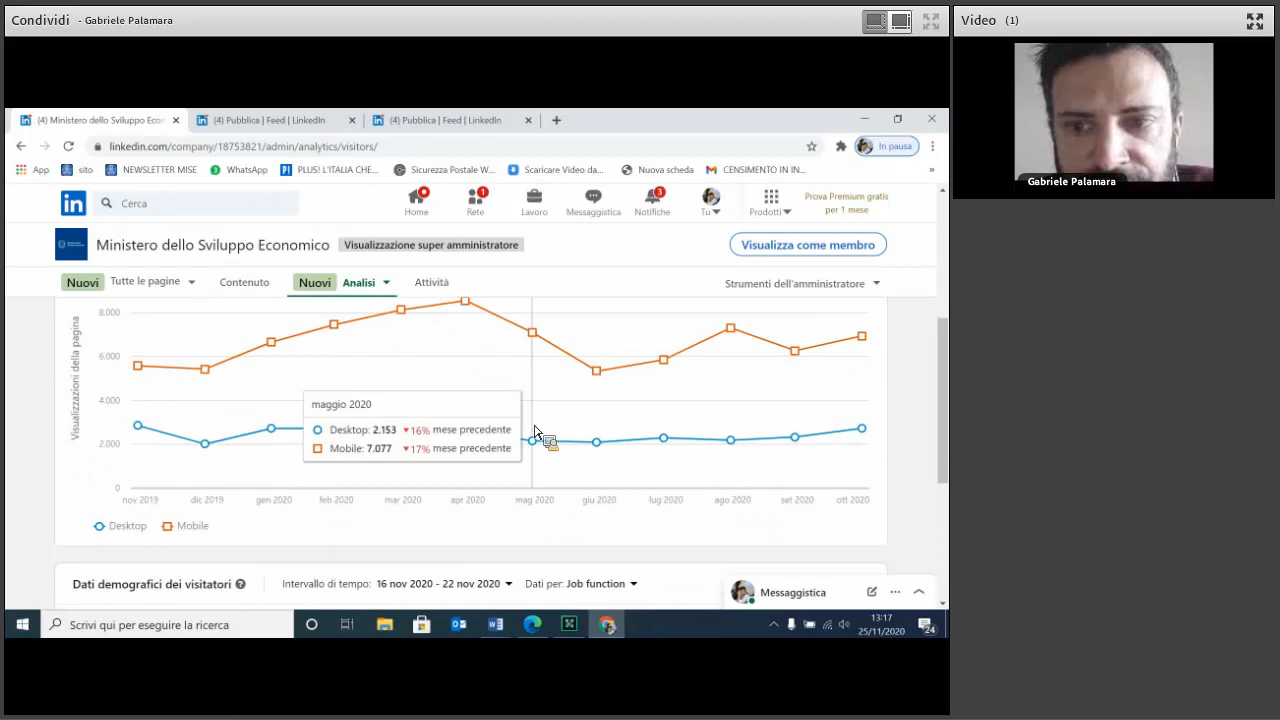 Condividi - Gabriele Palamara
Video (1)
Gabriele Palamara
(4) Ministero dello Sviluppo Econ
(4) Pubblica | Feed | LinkedIn
(4) Pubblica | Feed | LinkedIn
linkedin.com/company/18753821/admin/analytics/visitors/
In pausa
App
sito
NEWSLETTER MISE
WhatsApp
PLUS! L'ITALIA CHE...
Sicurezza Postale W...
Scaricare Video da...
Nuova scheda
CENSIMENTO IN IN...
»
in
Cerca
Home
1
Rete
Lavoro
Messaggistica
3
Notifiche
Tu
Prodotti
Prova Premium gratis
per 1 mese
Ministero dello Sviluppo Economico
Visualizzazione super amministratore
Visualizza come membro
Nuovi
Tutte le pagine
Contenuto
Nuovi
Analisi
Attività
Strumenti dell'amministratore
Visualizzazioni della pagina
8.000
6.000
4.000
2.000
0
maggio 2020
Desktop: 2.153 ▼16% mese precedente
Mobile: 7.077 ▼17% mese precedente
nov 2019 dic 2019 gen 2020 feb 2020 mar 2020 apr 2020 mag 2020 giu 2020 lug 2020 ago 2020 set 2020 ott 2020
Desktop Mobile
Dati demografici dei visitatori
Intervallo di tempo: 16 nov 2020 - 22 nov 2020
Dati per: Job function
Messaggistica
Scrivi qui per eseguire la ricerca
13:17
25/11/2020
24